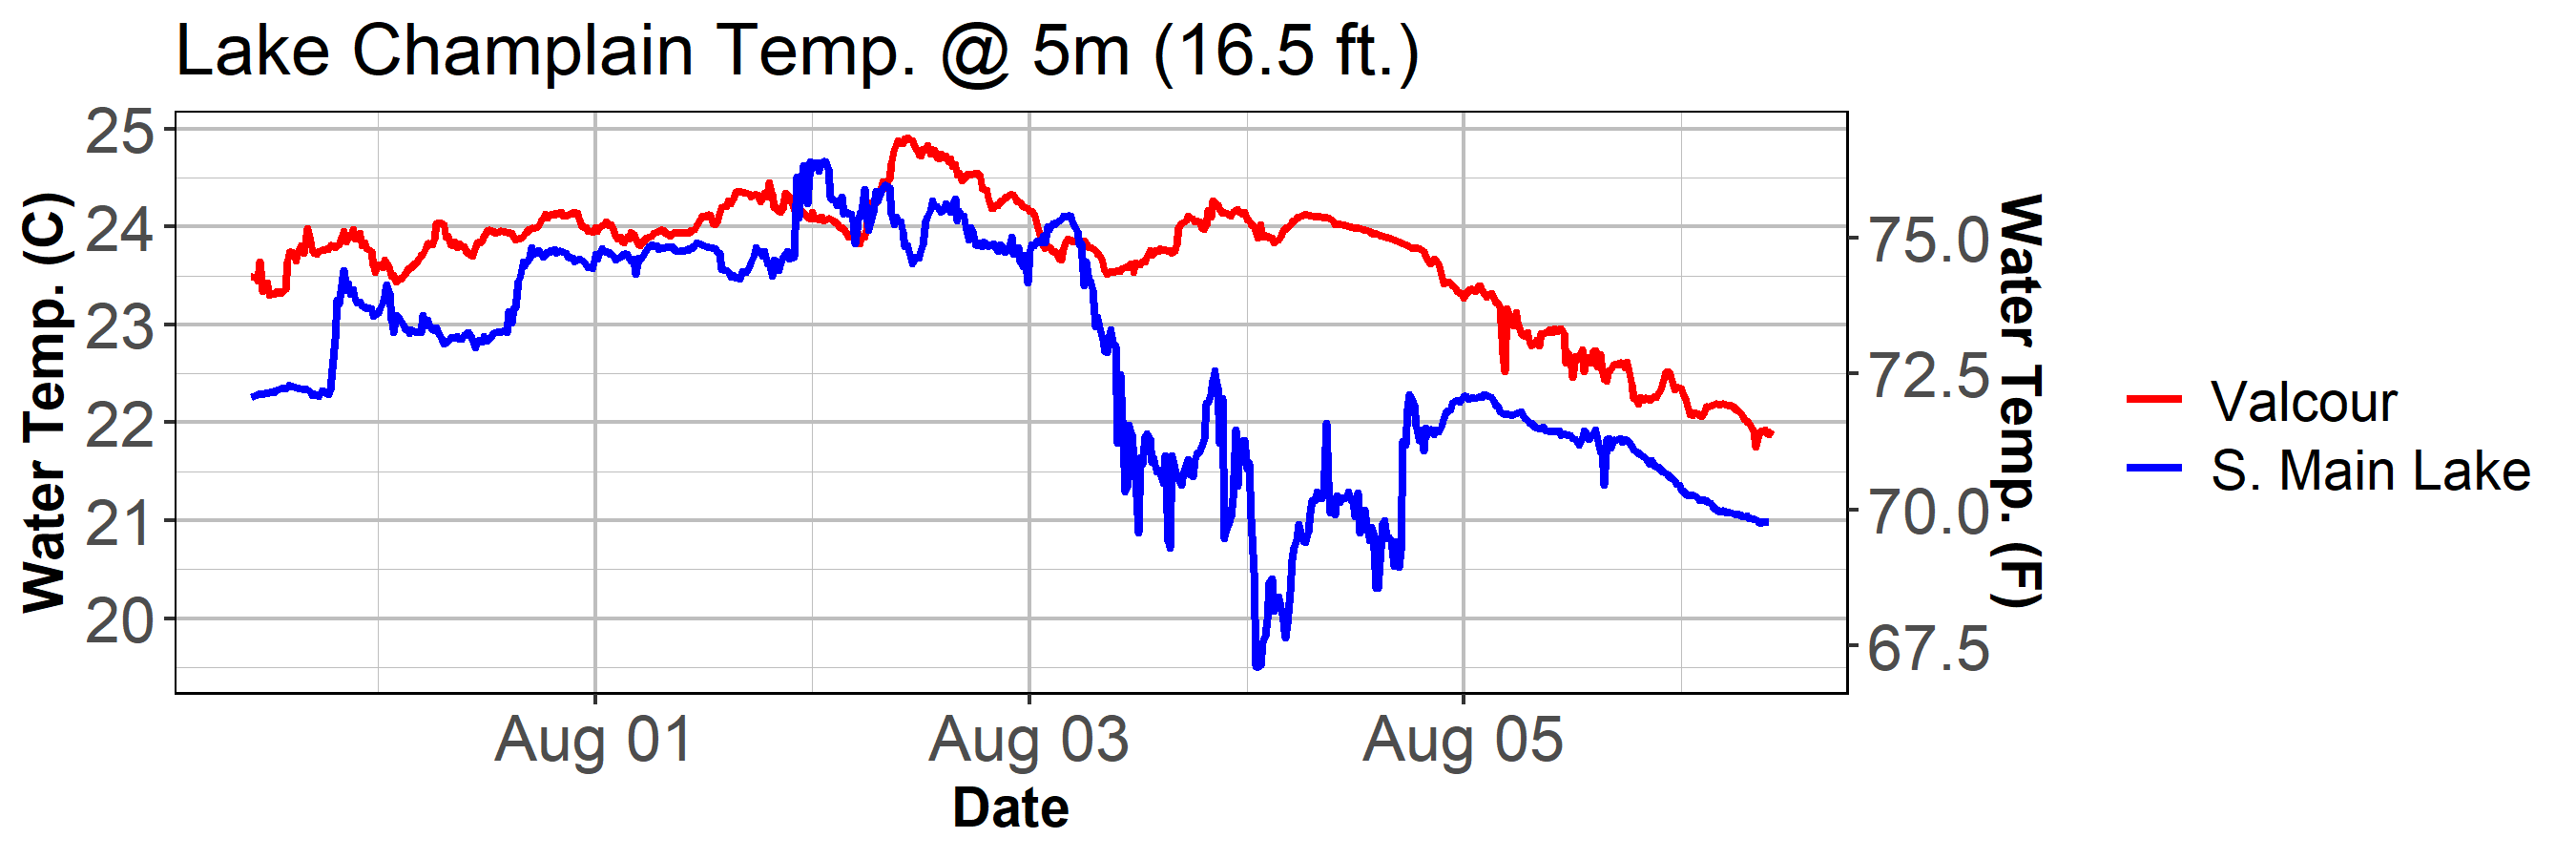 Lake Champlain Temp. @ 5m (16.5 ft.)
Water Temp. (C)
25
24
23
22
21
20
75.0
72.5
70.0
67.5
Water Temp. (F)
Aug 01
Aug 03
Aug 05
Date
Valcour
S. Main Lake